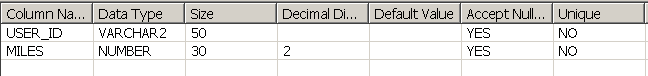 Column Na... Data Type Size Decimal Di... Default Value Accept Null... Unique
USER_ID VARCHAR2 50 YES NO
MILES NUMBER 30 2 YES NO